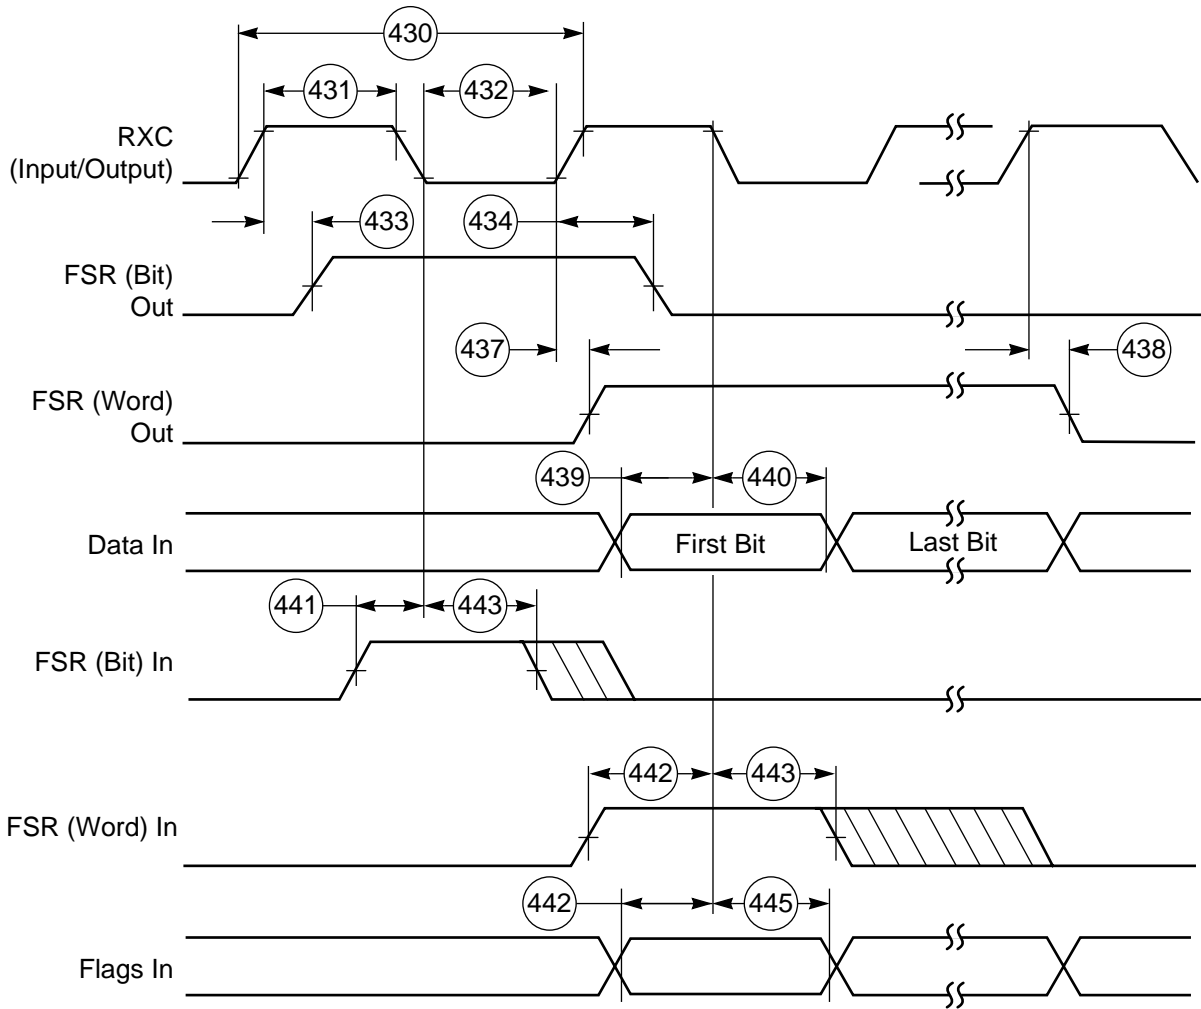 430
431
432
RXC
(Input/Output)
433
434
FSR (Bit)
Out
437
438
FSR (Word)
Out
439
440
Data In
First Bit
Last Bit
441
443
FSR (Bit) In
442
443
FSR (Word) In
442
445
Flags In